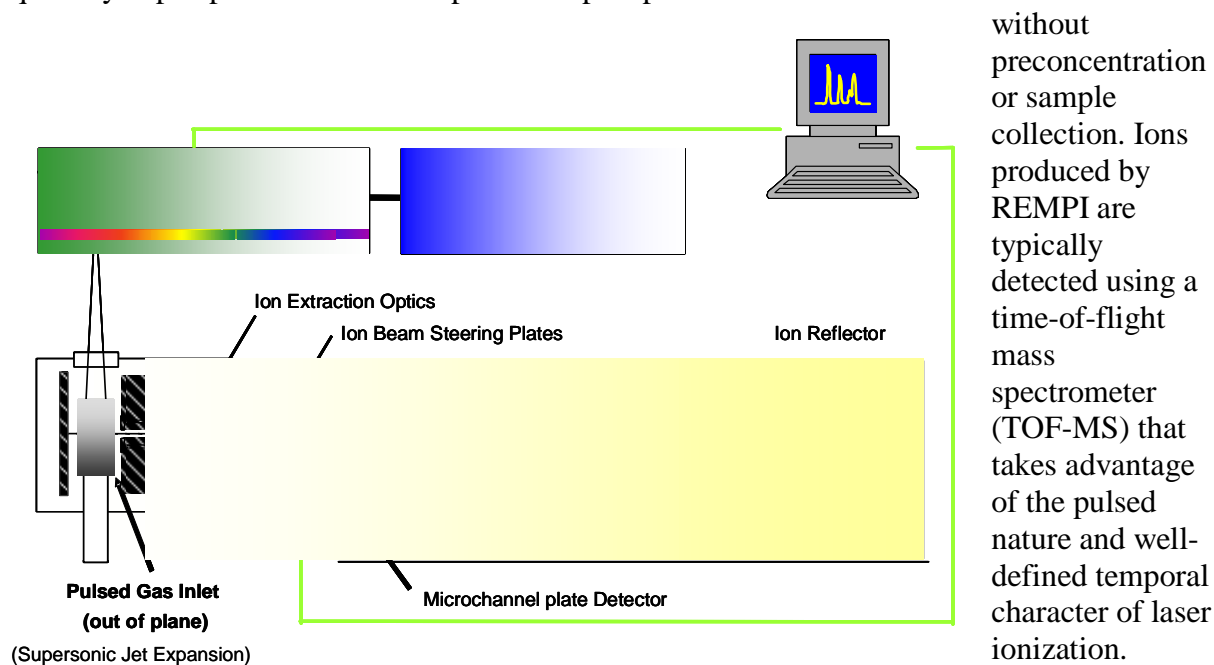 without
preconcentration
or sample
collection. Ions
produced by
REMPI are
typically
detected using a
time-of-flight
mass
spectrometer
(TOF-MS) that
takes advantage
of the pulsed
nature and well-
defined temporal
character of laser
ionization.
Ion Extraction Optics
Ion Beam Steering Plates
Ion Reflector
Pulsed Gas Inlet
(out of plane)
(Supersonic Jet Expansion)
Microchannel plate Detector